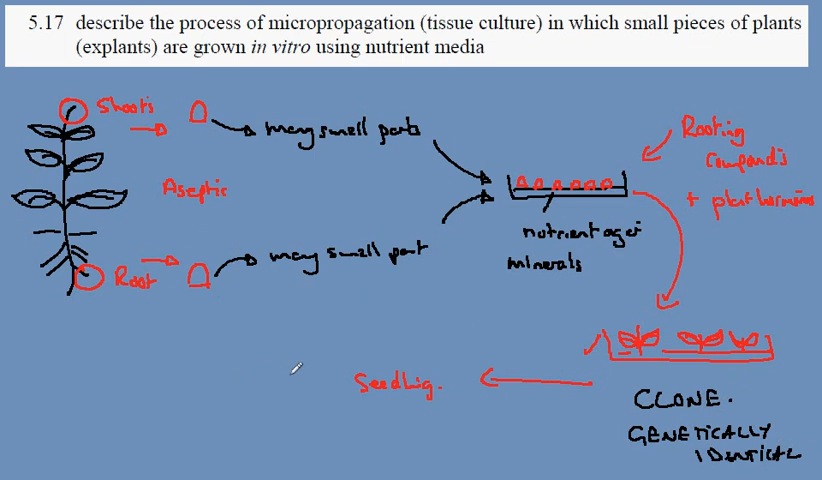 5.17 describe the process of micropropagation (tissue culture) in which small pieces of plants
(explants) are grown in vitro using nutrient media
Shoots
many small parts
Rooting
Compounds
+ plant hormones
Aseptic
nutrient agar
minerals
many small part
Root
Seedling.
CLONE.
GENETICALLY
IDENTICAL